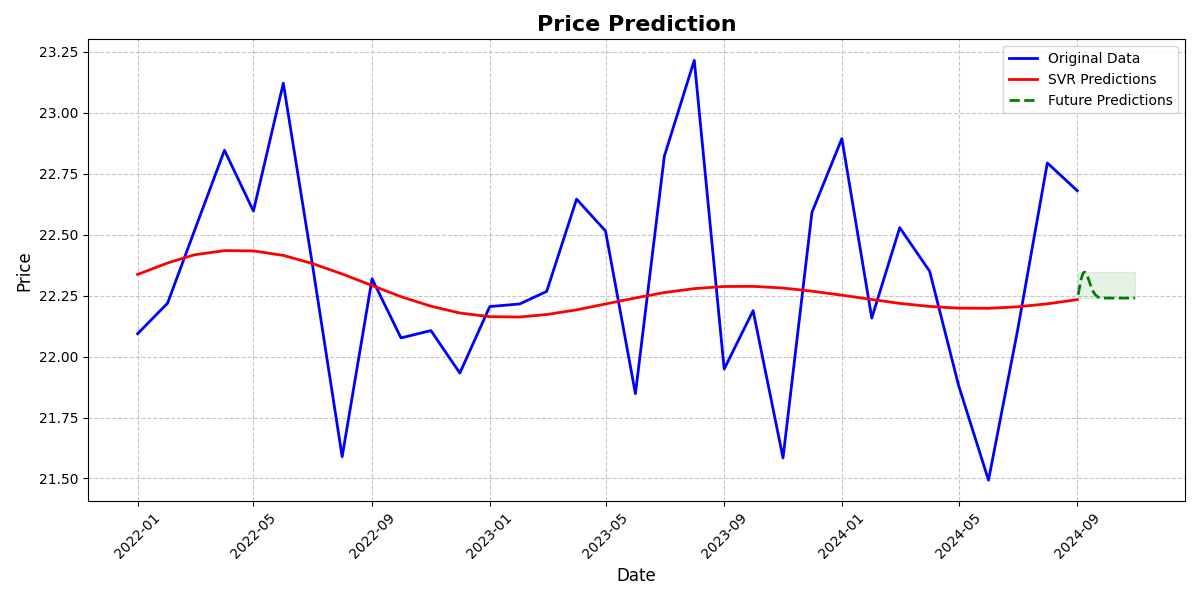 Price Prediction
Original Data
SVR Predictions
Future Predictions
Price
23.25
23.00
22.75
22.50
22.25
22.00
21.75
21.50
2022-01
2022-05
2022-09
2023-01
2023-05
2023-09
2024-01
2024-05
2024-09
Date